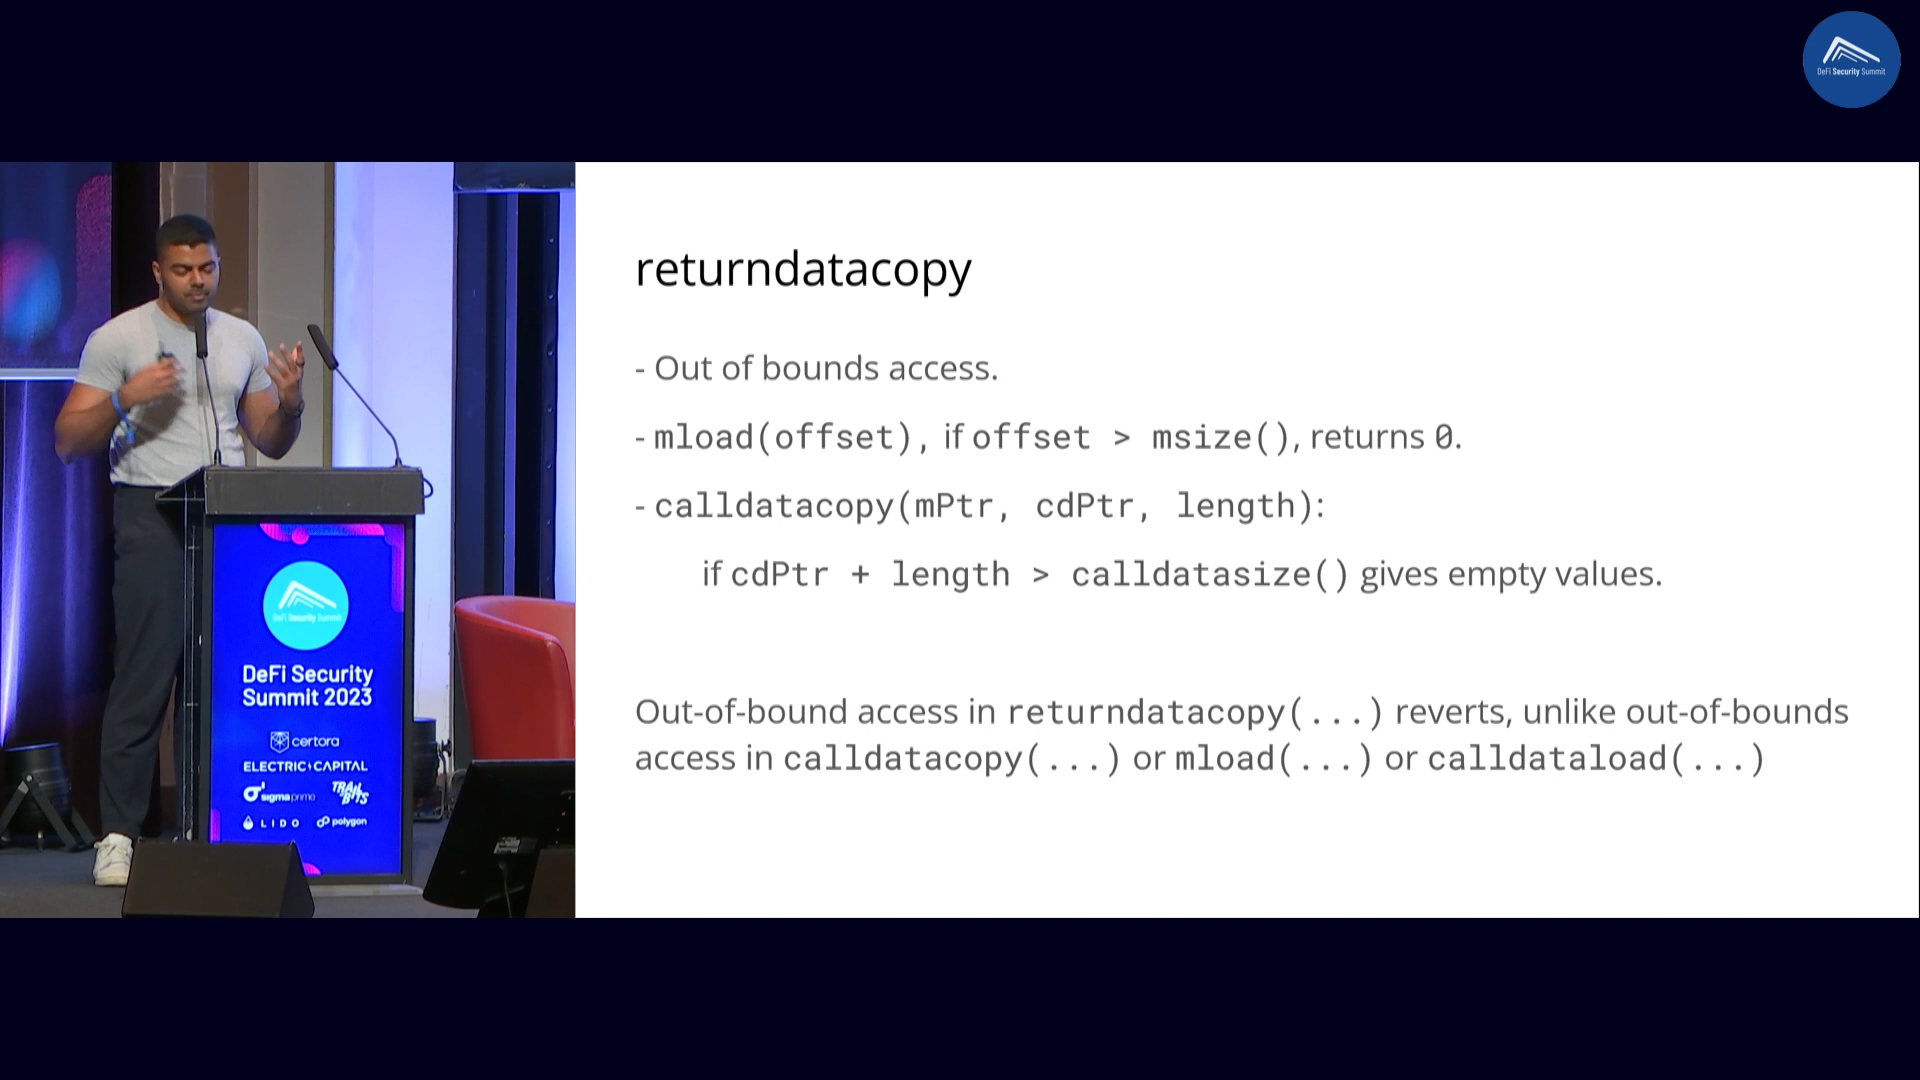 DeFi Security Summit
returndatacopy
- Out of bounds access.
- mload(offset), if offset > msize(), returns 0.
- calldatacopy(mPtr, cdPtr, length):
if cdPtr + length > calldatasize() gives empty values.
Out-of-bound access in returndatacopy(...) reverts, unlike out-of-bounds
access in calldatacopy(...) or mload(...) or calldataload(...)
DeFi Security Summit
DeFi Security
Summit 2023
certora
ELECTRIC CAPITAL
sigma prime
TRAIL OF BITS
LIDO
polygon